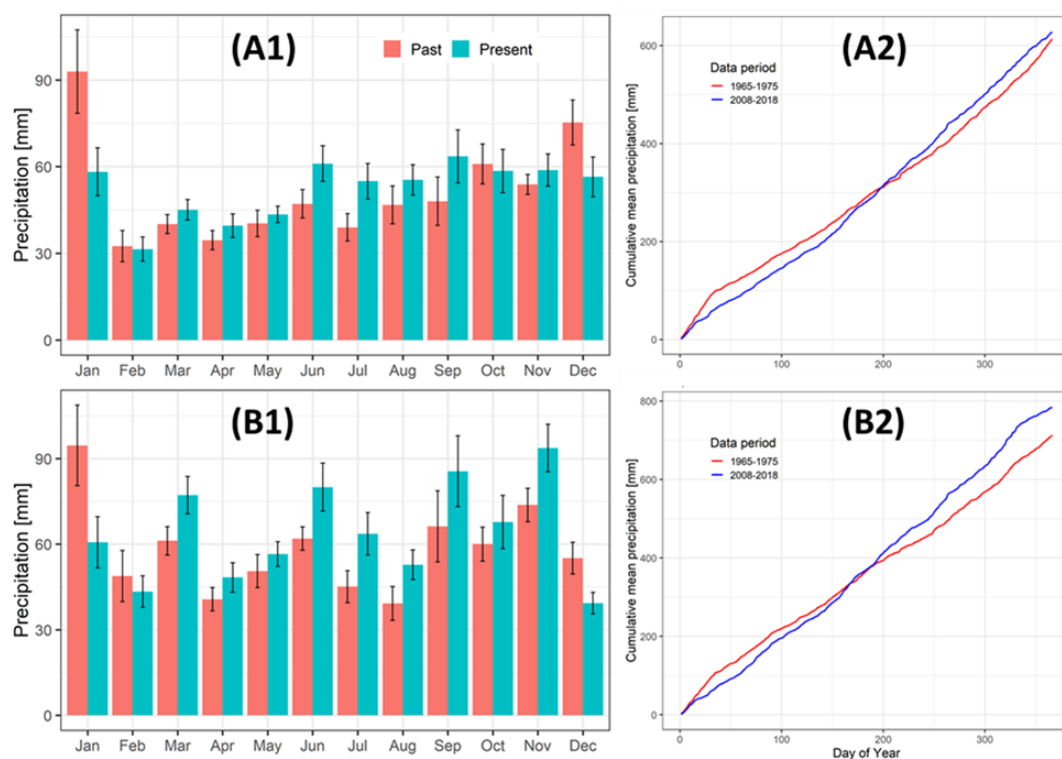 (A1)
Past Present
Precipitation [mm]
90
60
30
0
Jan Feb Mar Apr May Jun Jul Aug Sep Oct Nov Dec
(A2)
Data period
1965-1975
2008-2018
Cumulative mean precipitation [mm]
600
400
200
0
0 100 200 300
(B1)
Precipitation [mm]
90
60
30
0
Jan Feb Mar Apr May Jun Jul Aug Sep Oct Nov Dec
(B2)
Data period
1965-1975
2008-2018
Cumulative mean precipitation [mm]
800
600
400
200
0
0 100 200 300
Day of Year